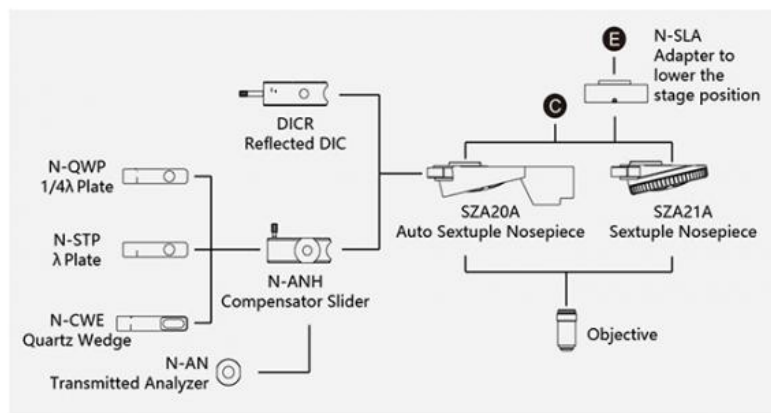 E
N-SLA
Adapter to
lower the
stage position
C
DICR
Reflected DIC
N-QWP
1/4λ Plate
SZA20A
Auto Sextuple Nosepiece
SZA21A
Sextuple Nosepiece
N-STP
λ Plate
N-ANH
Compensator Slider
N-CWE
Quartz Wedge
Objective
N-AN
Transmitted Analyzer